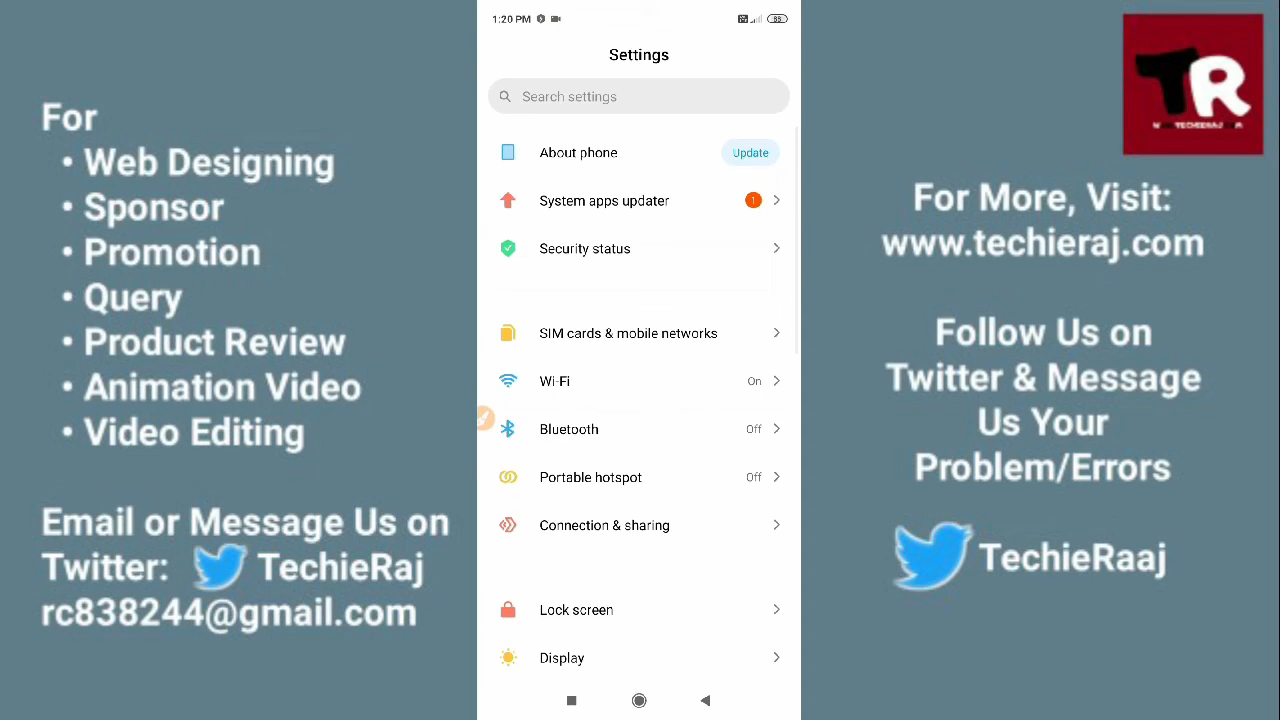 For
• Web Designing
• Sponsor
• Promotion
• Query
• Product Review
• Animation Video
• Video Editing
Email or Message Us on
Twitter: TechieRaj
rc838244@gmail.com
1:20 PM
88
Settings
Search settings
About phone
Update
System apps updater
1
Security status
SIM cards & mobile networks
Wi-Fi
On
Bluetooth
Off
Portable hotspot
Off
Connection & sharing
Lock screen
Display
TR
For More, Visit:
www.techieraj.com
Follow Us on
Twitter & Message
Us Your
Problem/Errors
TechieRaaj